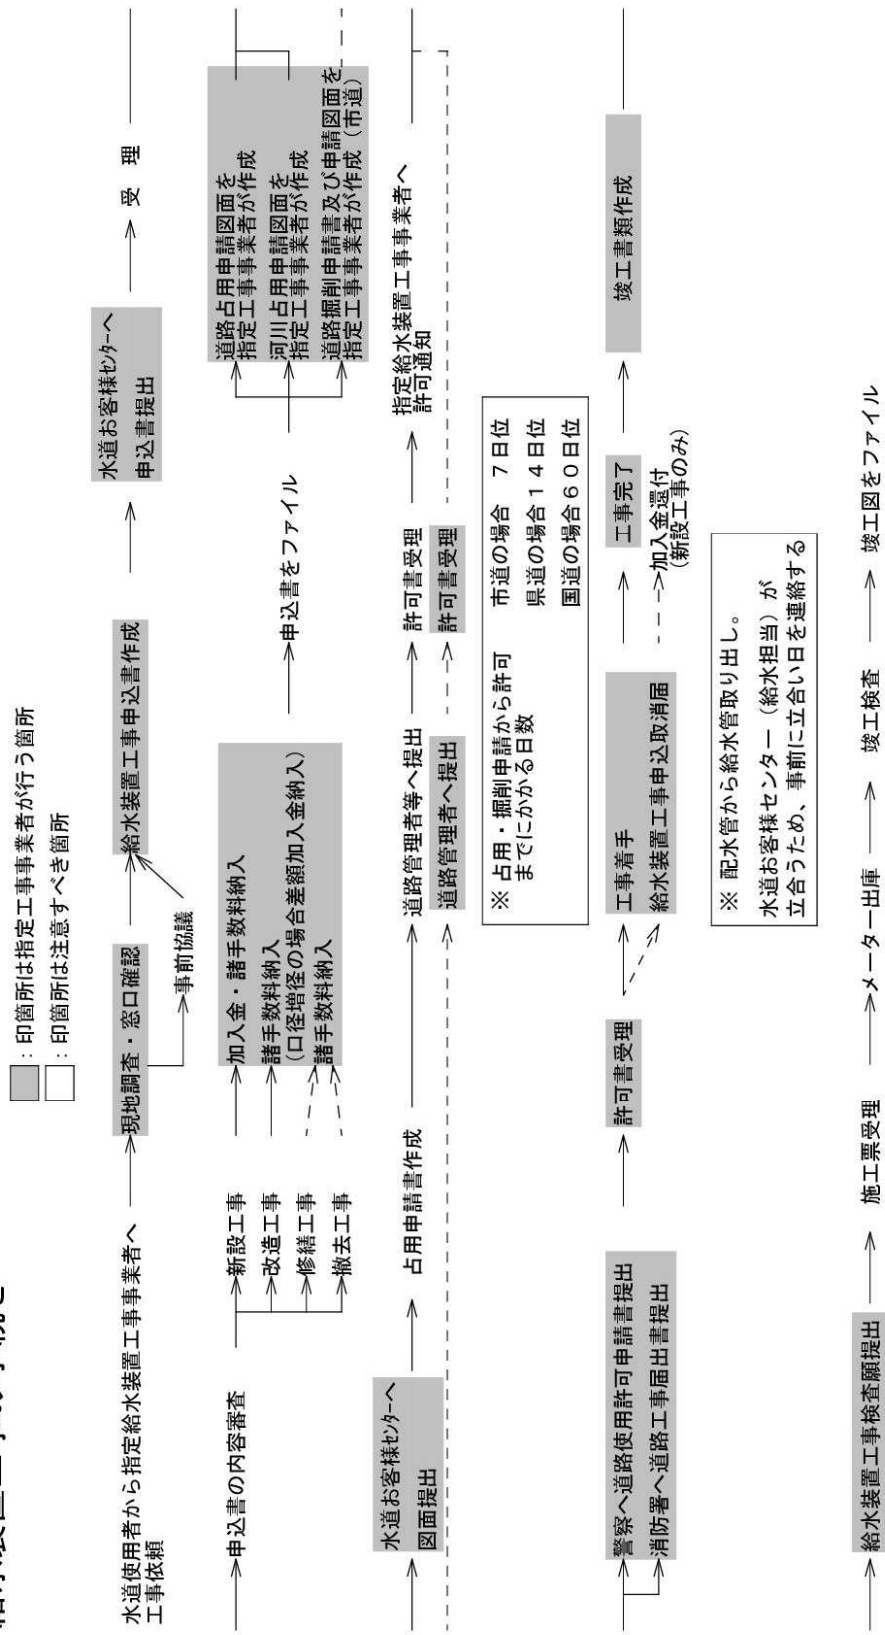 ：印箇所は指定工事事業者が行う箇所
：印箇所は注意すべき箇所
水道使用者から指定給水装置工事事業者へ
工事依頼
現地調査・窓口確認
事前協議
給水装置工事申込書作成
水道お客様ｾﾝﾀｰへ
申込書提出
受　理
申込書の内容審査
新設工事
改造工事
修繕工事
撤去工事
加入金・諸手数料納入
諸手数料納入
（口径増径の場合差額加入金納入）
諸手数料納入
申込書をファイル
道路占用申請図面を
指定工事事業者が作成
河川占用申請図面を
指定工事事業者が作成
道路掘削申請書及び申請図面を
指定工事事業者が作成（市道）
水道お客様ｾﾝﾀｰへ
図面提出
占用申請書作成
道路管理者等へ提出
道路管理者へ提出
許可書受理
許可書受理
指定給水装置工事事業者へ
許可通知
※ 占用・掘削申請から許可
までにかかる日数
市道の場合　７日位
県道の場合１４日位
国道の場合６０日位
警察へ道路使用許可申請書提出
消防署へ道路工事届出書提出
許可書受理
工事着手
給水装置工事申込取消届
工事完了
加入金還付
（新設工事のみ）
竣工書類作成
※ 配水管から給水管取り出し。
水道お客様センター（給水担当）が
立合うため、事前に立合い日を連絡する
給水装置工事検査願提出
施工票受理
メーター出庫
竣工検査
竣工図をファイル